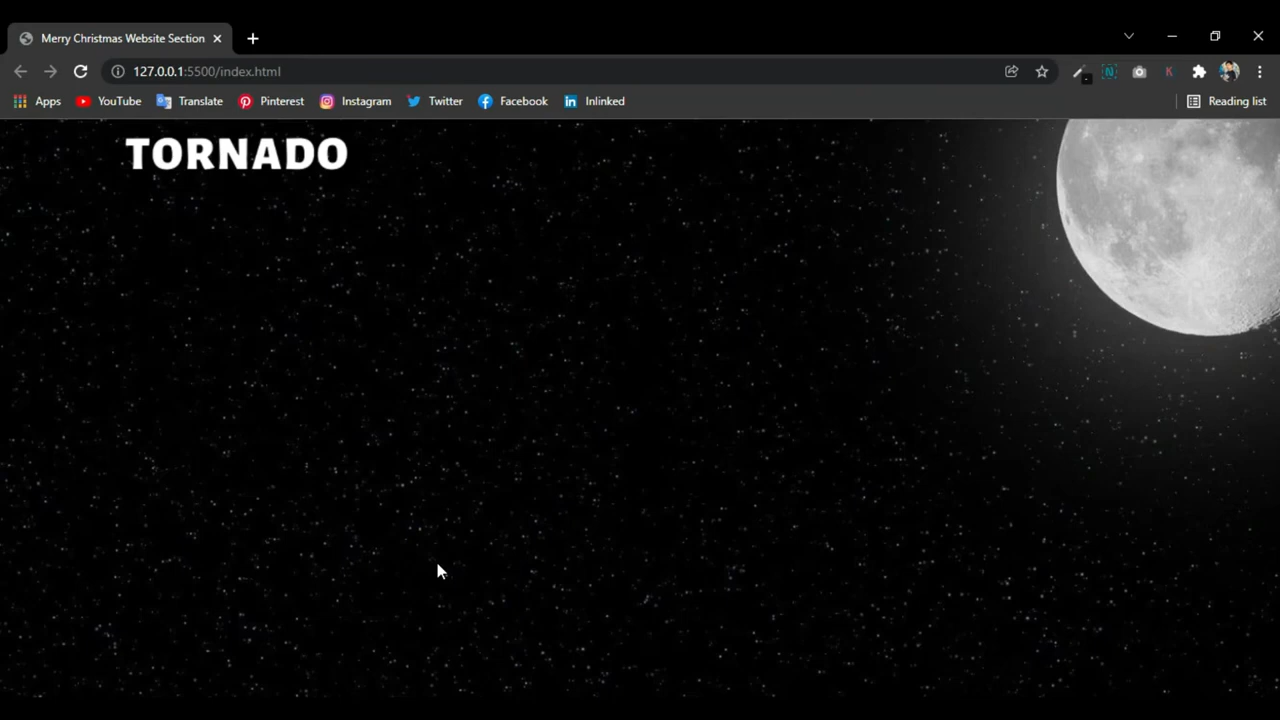 Merry Christmas Website Section
127.0.0.1:5500/index.html
Apps YouTube Translate Pinterest Instagram Twitter Facebook Inlinked Reading list
TORNADO